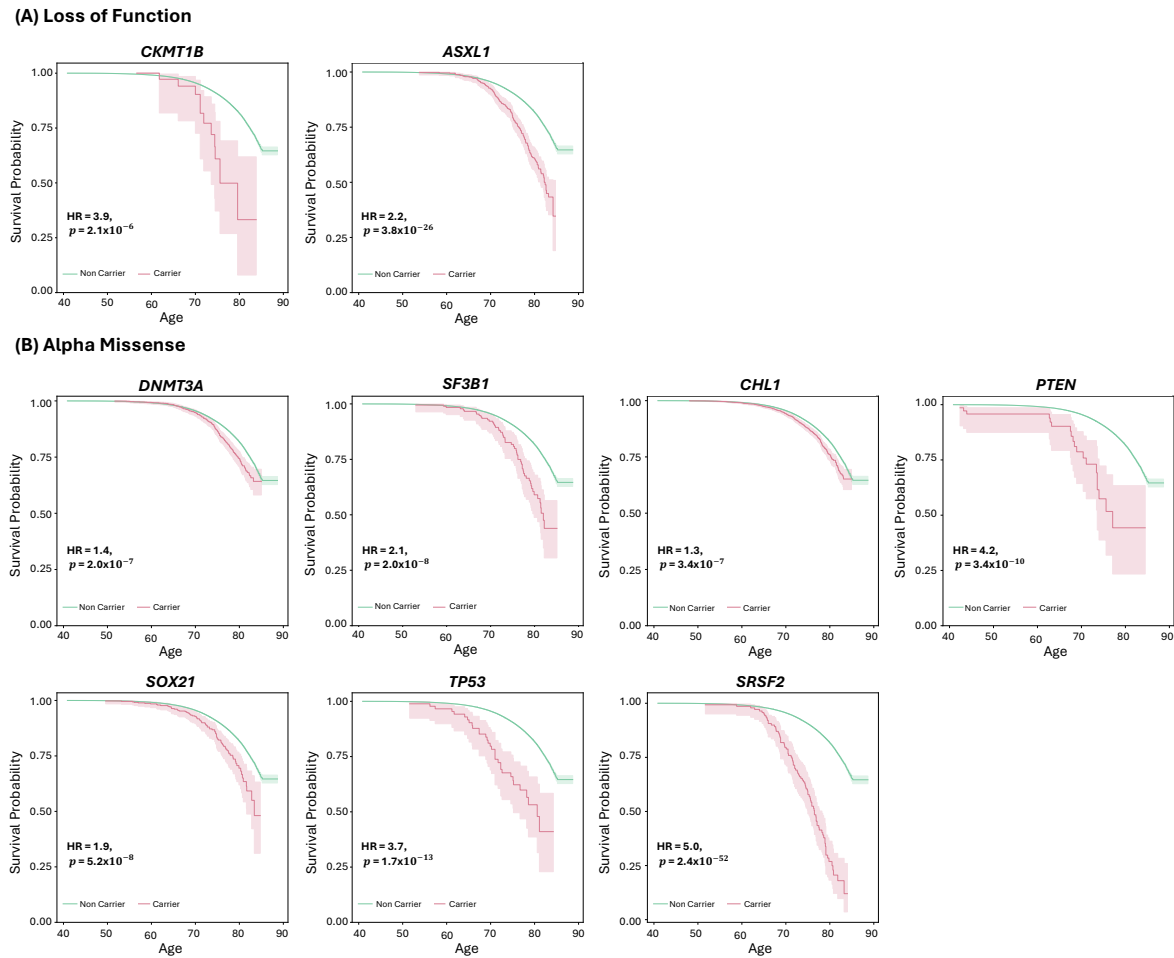 (A) Loss of Function
CKMT1B
Survival Probability
1.00
0.75
0.50
0.25
0.00
HR = 3.9,
p = 2.1x10⁻⁶
Non Carrier Carrier
40 50 60 70 80 90
Age
ASXL1
Survival Probability
1.00
0.75
0.50
0.25
0.00
HR = 2.2,
p = 3.8x10⁻²⁶
Non Carrier Carrier
40 50 60 70 80 90
Age
(B) Alpha Missense
DNMT3A
Survival Probability
1.00
0.75
0.50
0.25
0.00
HR = 1.4,
p = 2.0x10⁻⁷
Non Carrier Carrier
40 50 60 70 80 90
Age
SF3B1
Survival Probability
1.00
0.75
0.50
0.25
0.00
HR = 2.1,
p = 2.0x10⁻⁸
Non Carrier Carrier
40 50 60 70 80 90
Age
CHL1
Survival Probability
1.00
0.75
0.50
0.25
0.00
HR = 1.3,
p = 3.4x10⁻⁷
Non Carrier Carrier
40 50 60 70 80 90
Age
PTEN
Survival Probability
1.00
0.75
0.50
0.25
0.00
HR = 4.2,
p = 3.4x10⁻¹⁰
Non Carrier Carrier
40 50 60 70 80 90
Age
SOX21
Survival Probability
1.00
0.75
0.50
0.25
0.00
HR = 1.9,
p = 5.2x10⁻⁸
Non Carrier Carrier
40 50 60 70 80 90
Age
TP53
Survival Probability
1.00
0.75
0.50
0.25
0.00
HR = 3.7,
p = 1.7x10⁻¹³
Non Carrier Carrier
40 50 60 70 80 90
Age
SRSF2
Survival Probability
1.00
0.75
0.50
0.25
0.00
HR = 5.0,
p = 2.4x10⁻⁵²
Non Carrier Carrier
40 50 60 70 80 90
Age